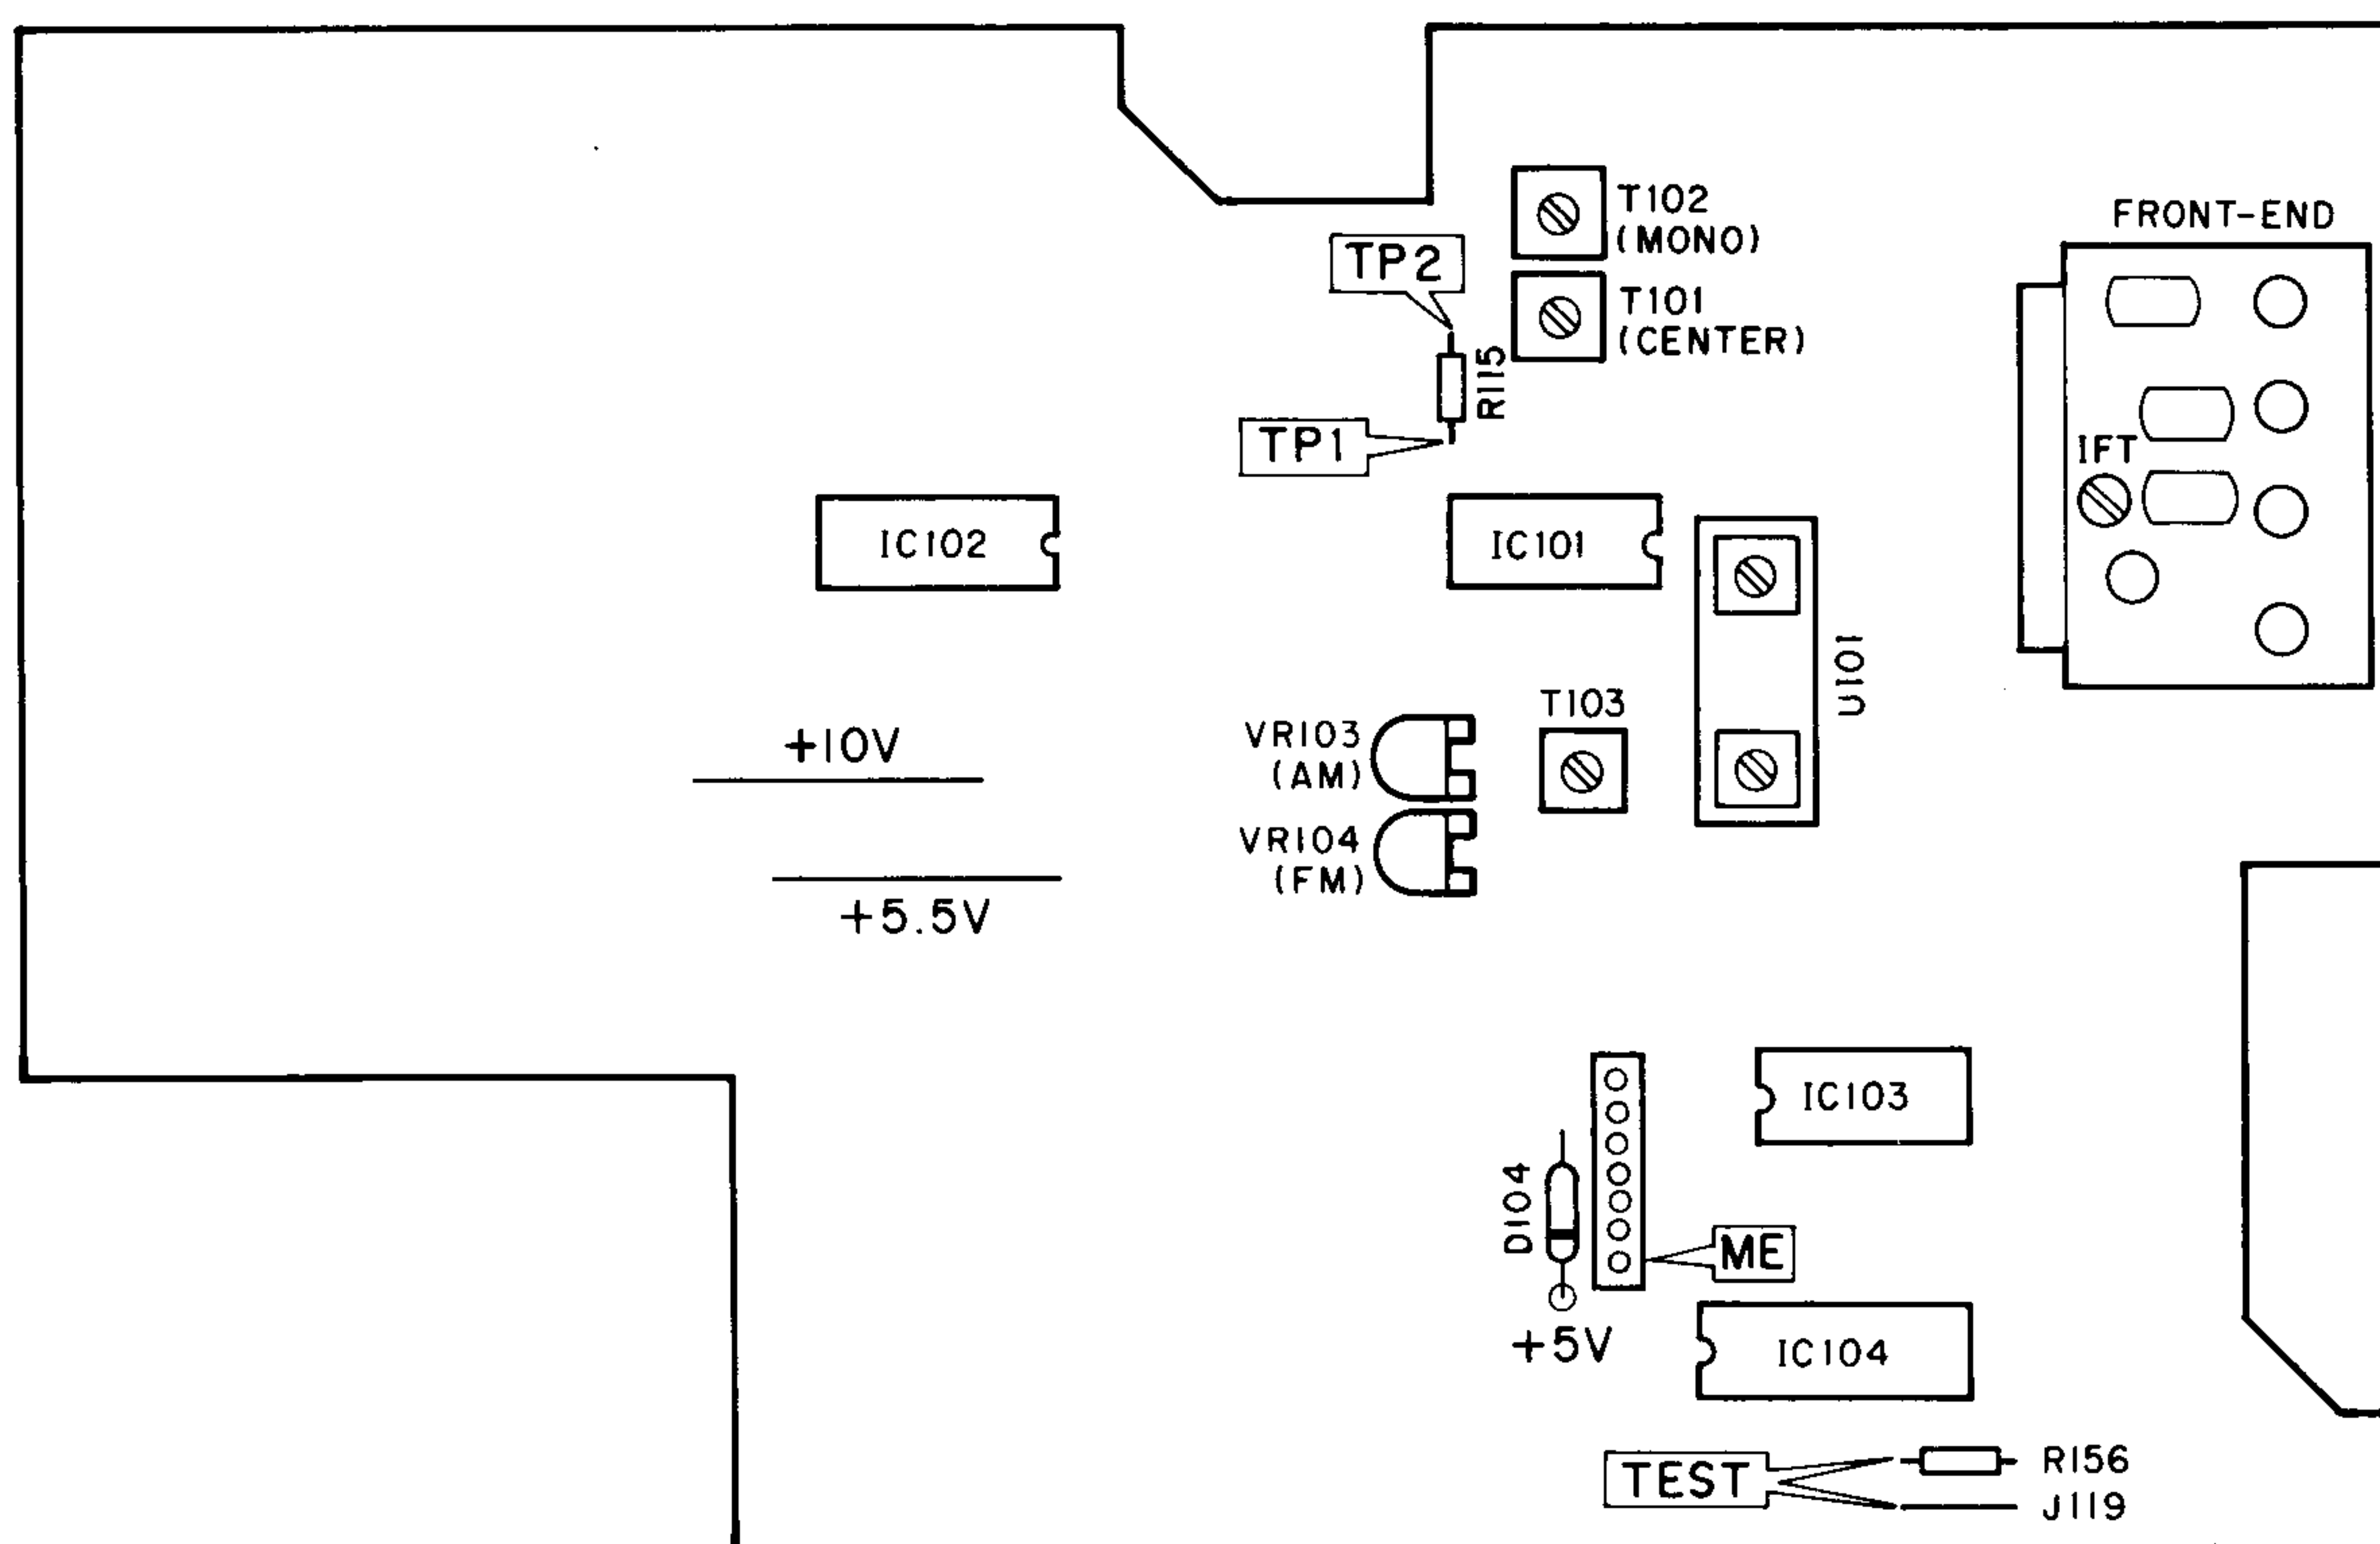 T102
(MONO)
FRONT-END
TP2
T101
(CENTER)
R115
TP1
IFT
IC102
IC101
U101
T103
+10V
VR103
(AM)
VR104
(FM)
+5.5V
IC103
D104
ME
+5V
IC104
TEST
R156
J119